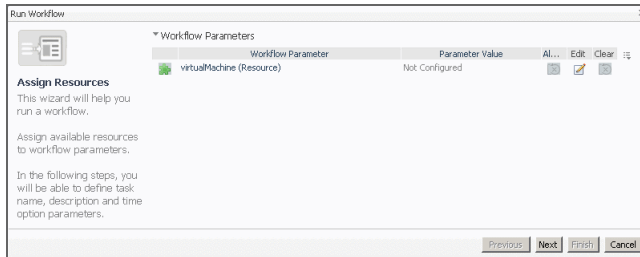 Run Workflow
Workflow Parameters
Workflow Parameter Parameter Value Al... Edit Clear
virtualMachine (Resource) Not Configured
Assign Resources
This wizard will help you
run a workflow.
Assign available resources
to workflow parameters.
In the following steps, you
will be able to define task
name, description and time
option parameters.
Previous Next Finish Cancel